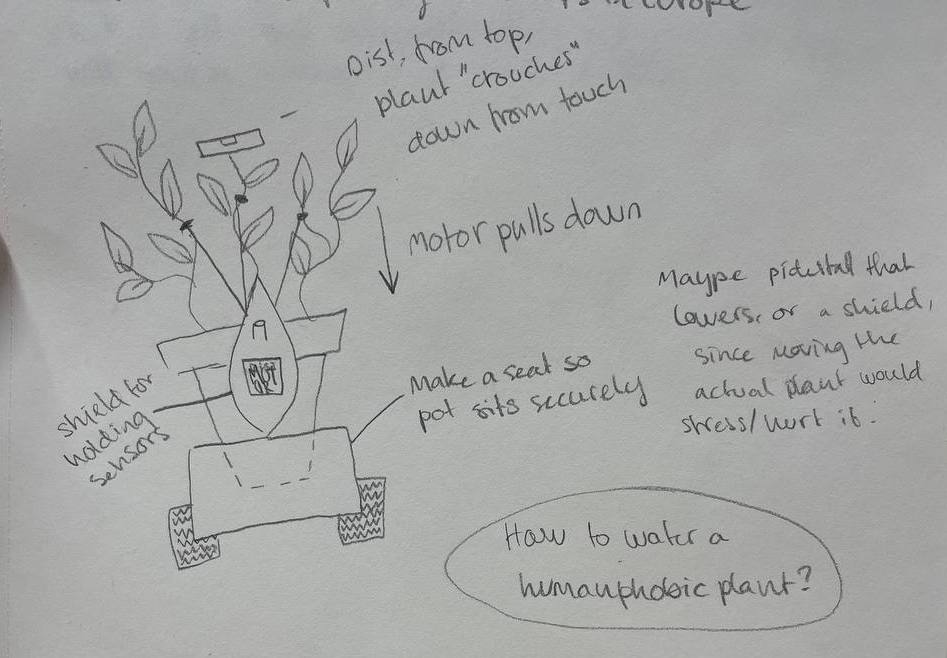 Europe
Dist, from top,
plant "crouches"
down from touch
Motor pulls down
Maype pidestal that
lowers, or a shield,
since moving the
actual plant would
stress/hurt it.
Make a seat so
pot sits securely
shield for
holding
sensors
How to water a
humanphobic plant?